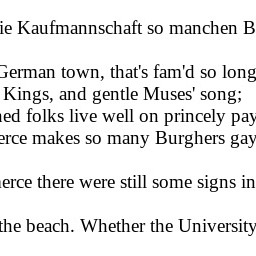 ie Kaufmannschaft so manchen B
German town, that's fam'd so long
Kings, and gentle Muses' song;
ned folks live well on princely pay
erce makes so many Burghers gay
erce there were still some signs in
the beach. Whether the University